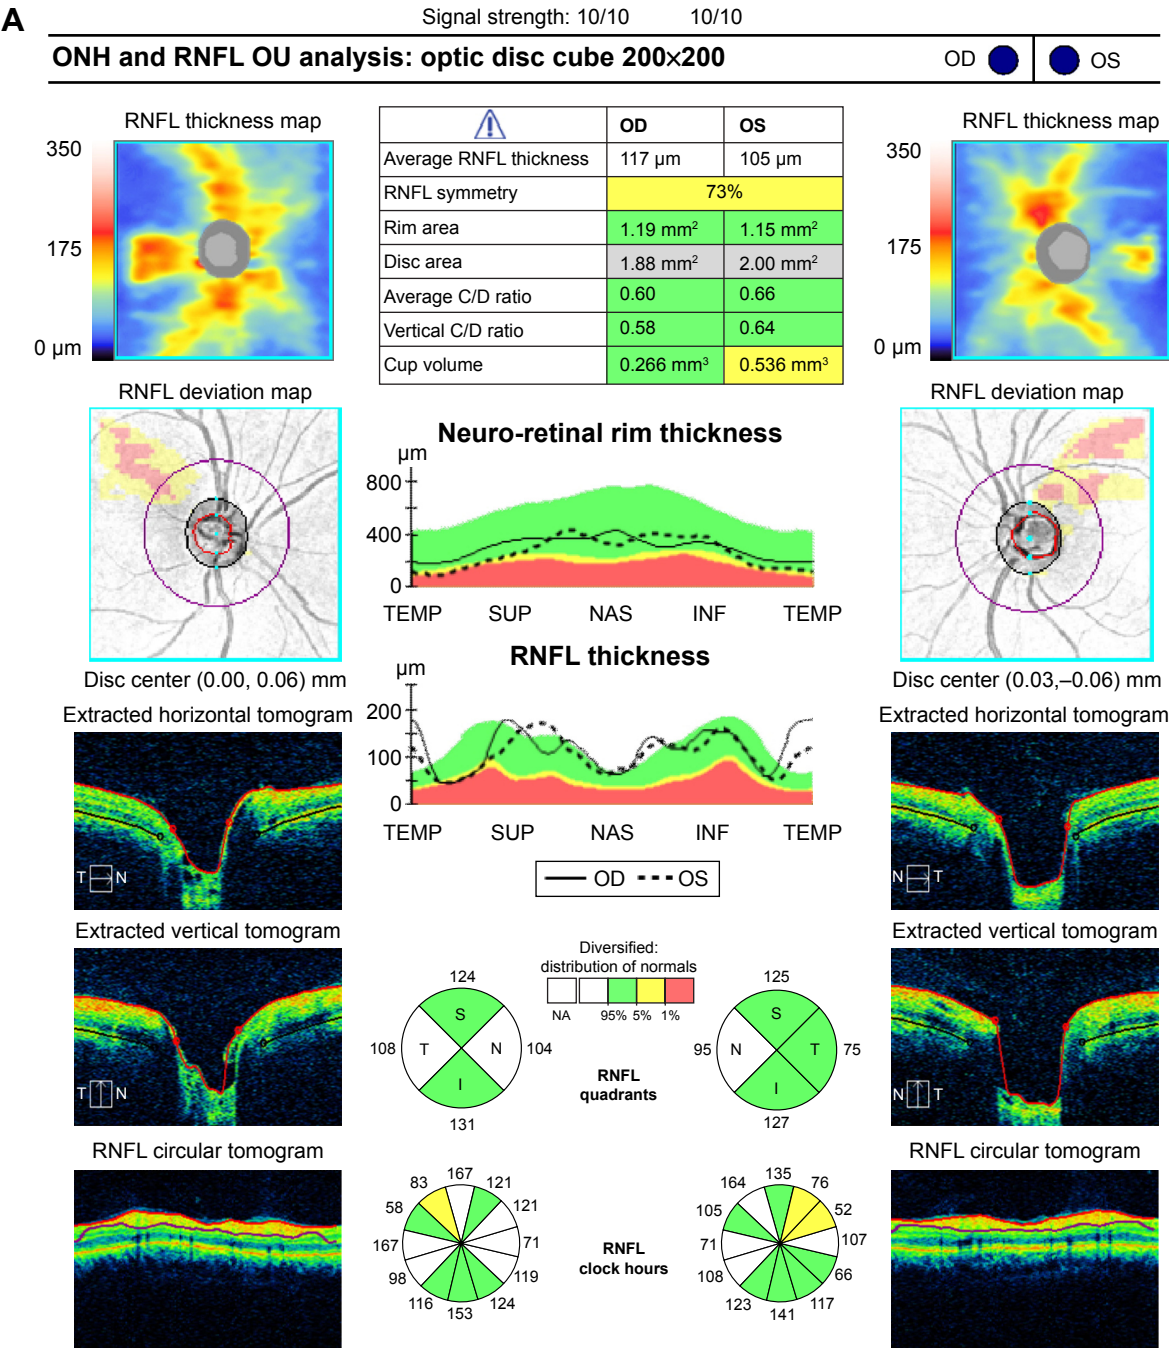 A
Signal strength: 10/10 10/10
ONH and RNFL OU analysis: optic disc cube 200×200 OD OS
RNFL thickness map
350
175
0 µm
OD OS
Average RNFL thickness 117 µm 105 µm
RNFL symmetry 73%
Rim area 1.19 mm² 1.15 mm²
Disc area 1.88 mm² 2.00 mm²
Average C/D ratio 0.60 0.66
Vertical C/D ratio 0.58 0.64
Cup volume 0.266 mm³ 0.536 mm³
RNFL thickness map
350
175
0 µm
RNFL deviation map
Disc center (0.00, 0.06) mm
Neuro-retinal rim thickness
µm
800
400
0
TEMP SUP NAS INF TEMP
RNFL thickness
µm
200
100
0
TEMP SUP NAS INF TEMP
OD OS
RNFL deviation map
Disc center (0.03,–0.06) mm
Extracted horizontal tomogram
T N
Extracted horizontal tomogram
N T
Extracted vertical tomogram
T N
Extracted vertical tomogram
N T
Diversified:
distribution of normals
NA 95% 5% 1%
124
S
108 T N 104
I
131
RNFL
quadrants
125
S
95 N T 75
I
127
RNFL circular tomogram
RNFL circular tomogram
83 167 121
58 121
167 71
98 119
116 153 124
RNFL
clock hours
164 135 76
105 52
71 107
108 66
123 141 117